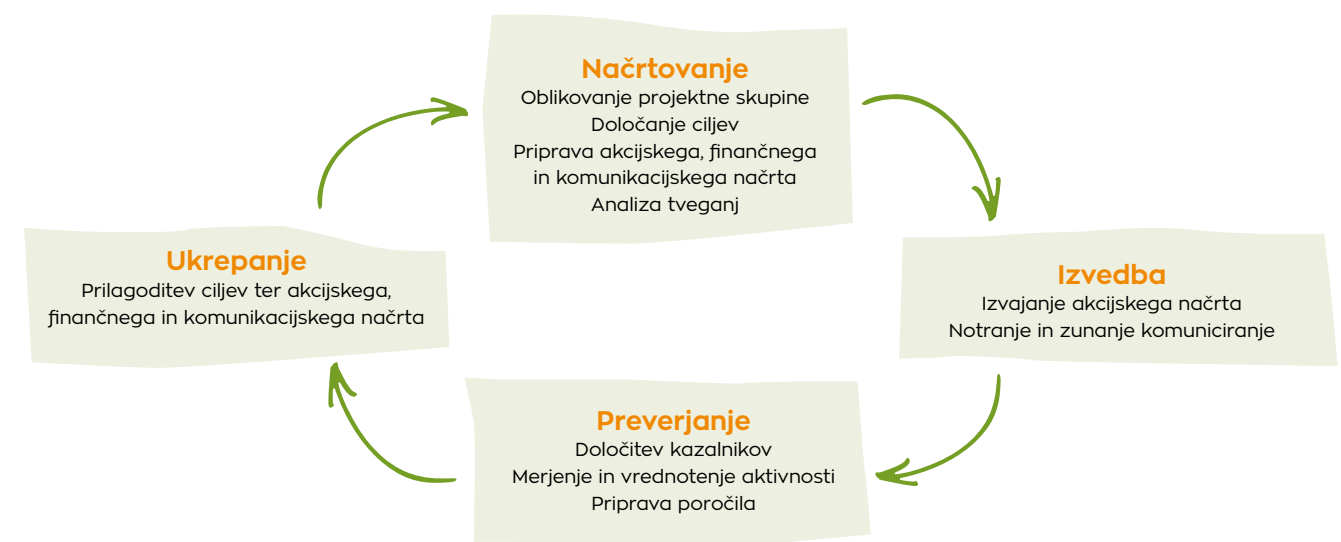 Načrtovanje
Oblikovanje projektne skupine
Določanje ciljev
Priprava akcijskega, finančnega
in komunikacijskega načrta
Analiza tveganj
Izvedba
Izvajanje akcijskega načrta
Notranje in zunanje komuniciranje
Preverjanje
Določitev kazalnikov
Merjenje in vrednotenje aktivnosti
Priprava poročila
Ukrepanje
Prilagoditev ciljev ter akcijskega,
finančnega in komunikacijskega načrta